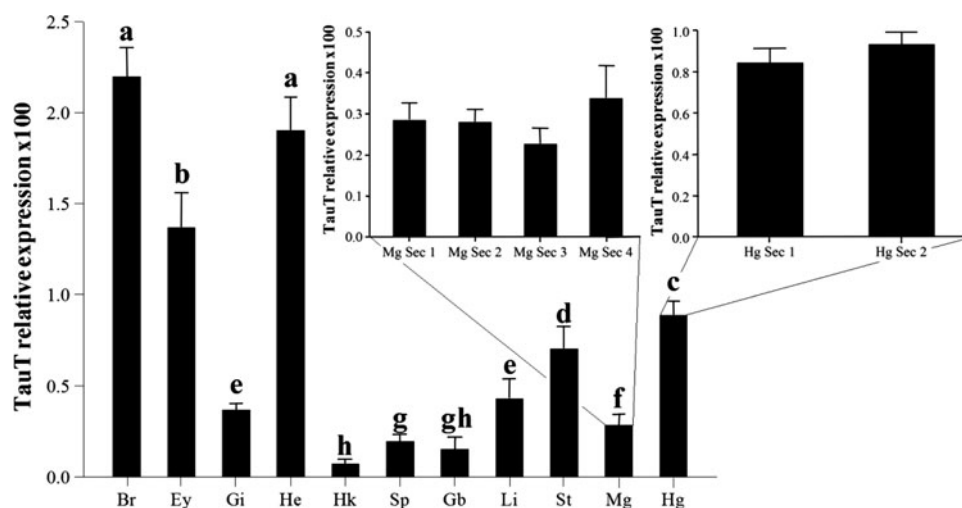 TauT relative expression x100
2.5
2.0
1.5
1.0
0.5
0.0
a
b
e
a
h
g
gh
e
d
f
c
Br Ey Gi He Hk Sp Gb Li St Mg Hg
TauT relative expression x100
0.5
0.4
0.3
0.2
0.1
0.0
Mg Sec 1 Mg Sec 2 Mg Sec 3 Mg Sec 4
TauT relative expression x100
1.0
0.8
0.6
0.4
0.2
0.0
Hg Sec 1 Hg Sec 2